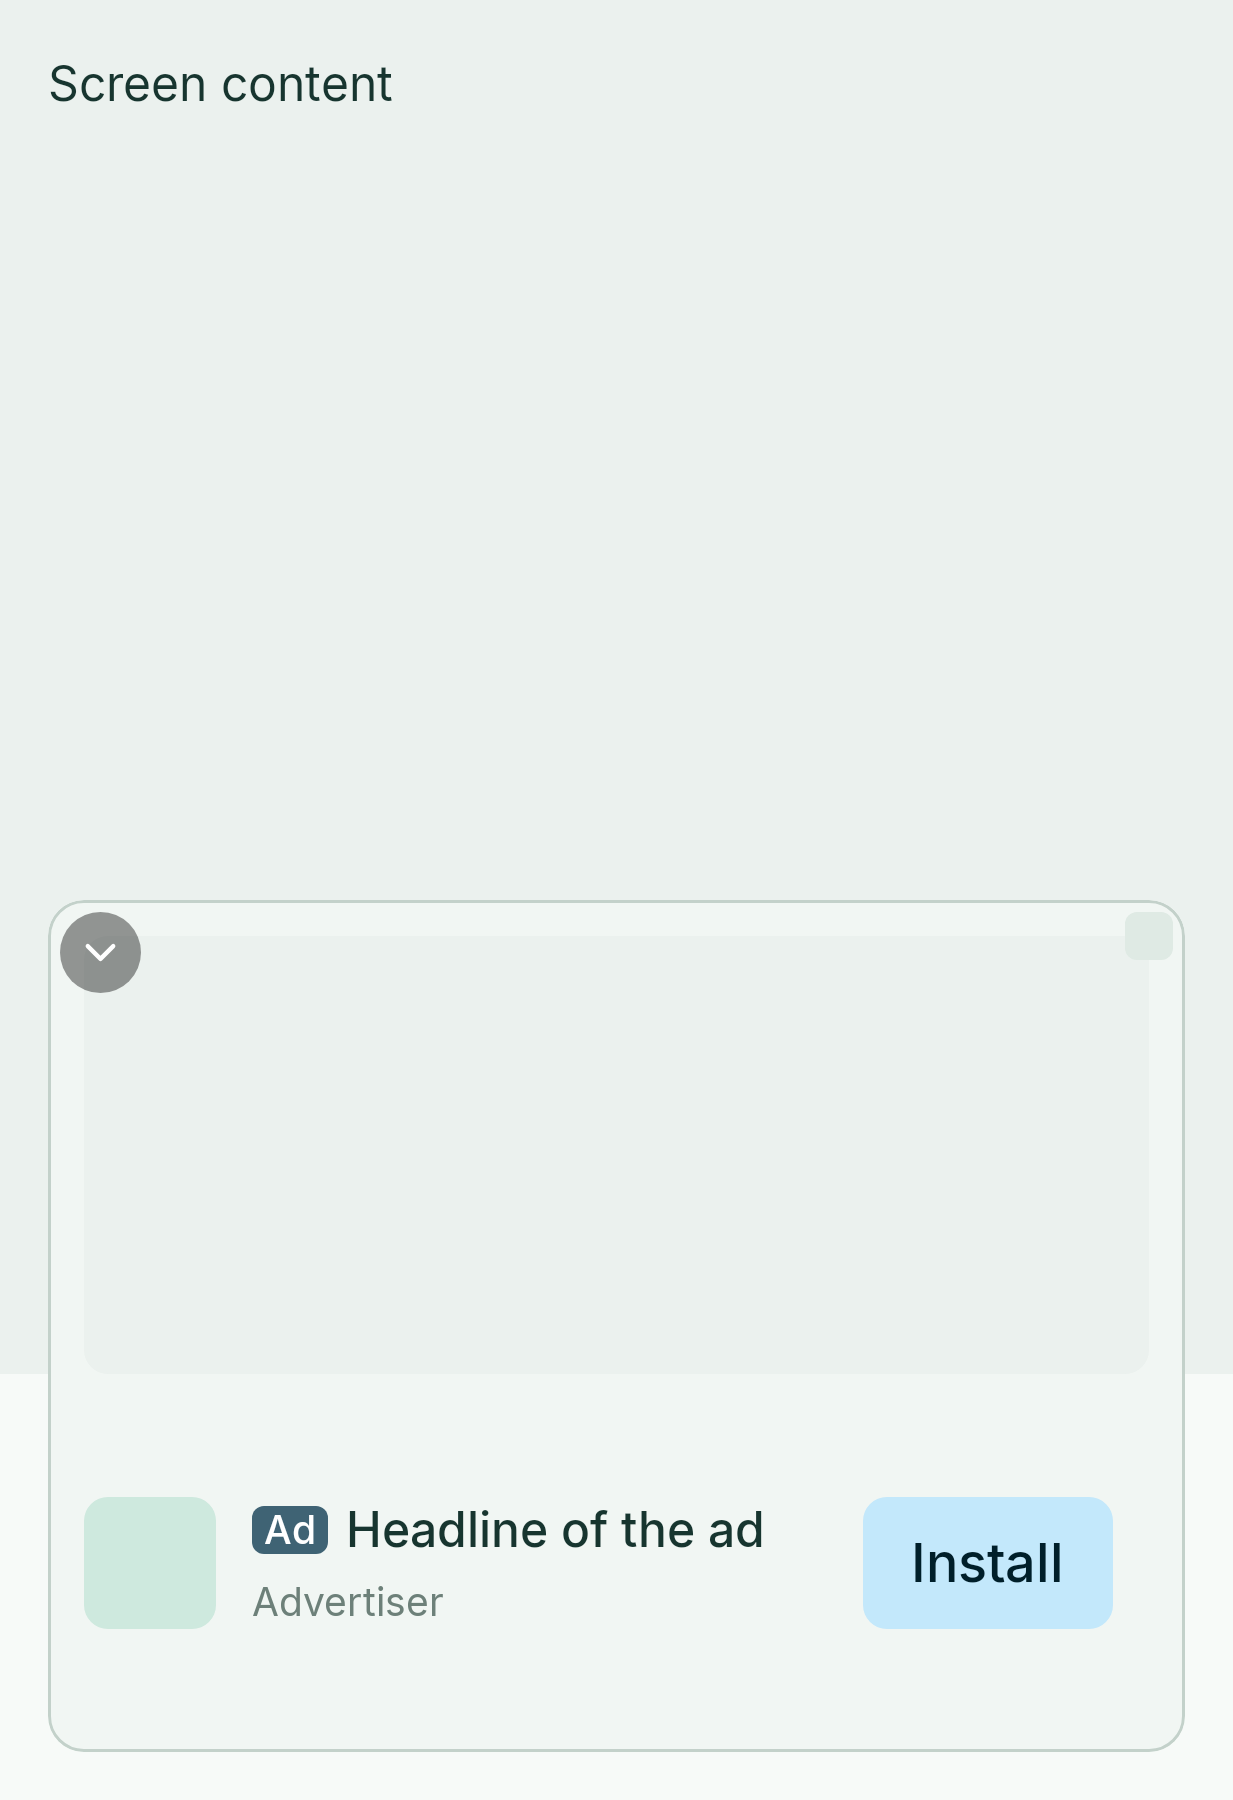 Screen content
Ad Headline of the ad
Advertiser
Install